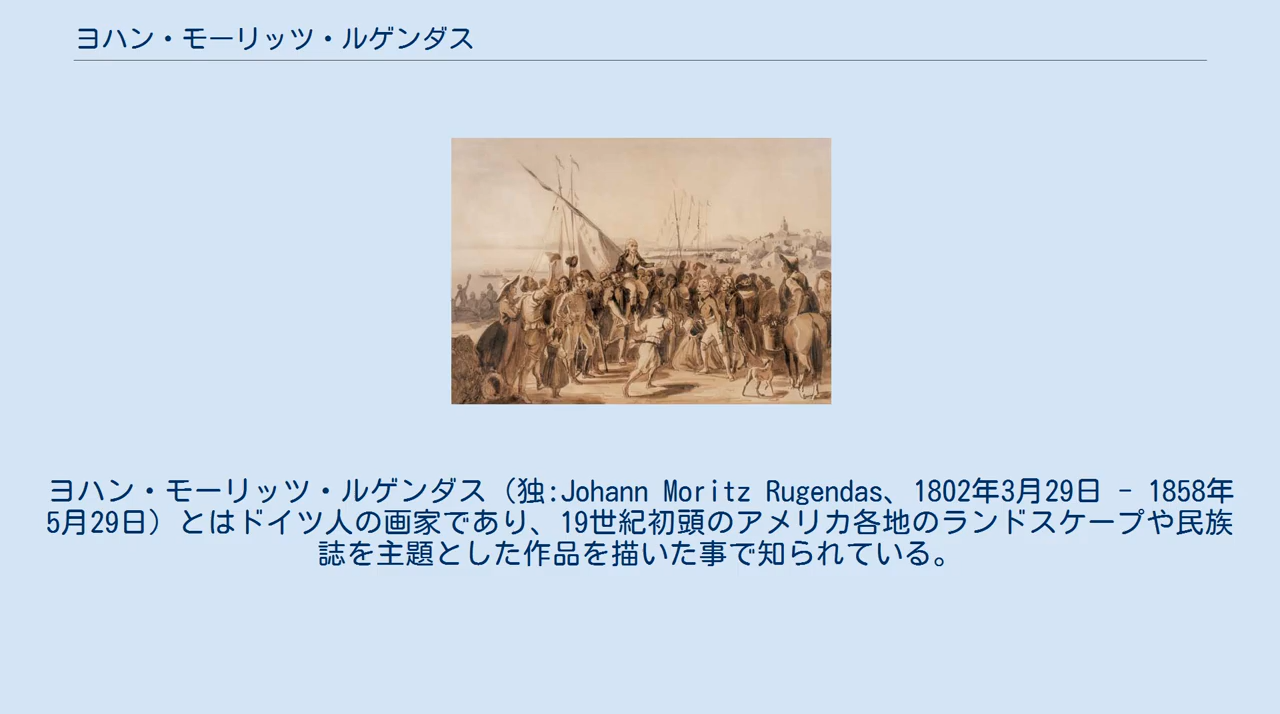 ヨハン・モーリッツ・ルゲンダス
ヨハン・モーリッツ・ルゲンダス（独:Johann Moritz Rugendas、1802年3月29日 - 1858年
5月29日）とはドイツ人の画家であり、19世紀初頭のアメリカ各地のランドスケープや民族
誌を主題とした作品を描いた事で知られている。